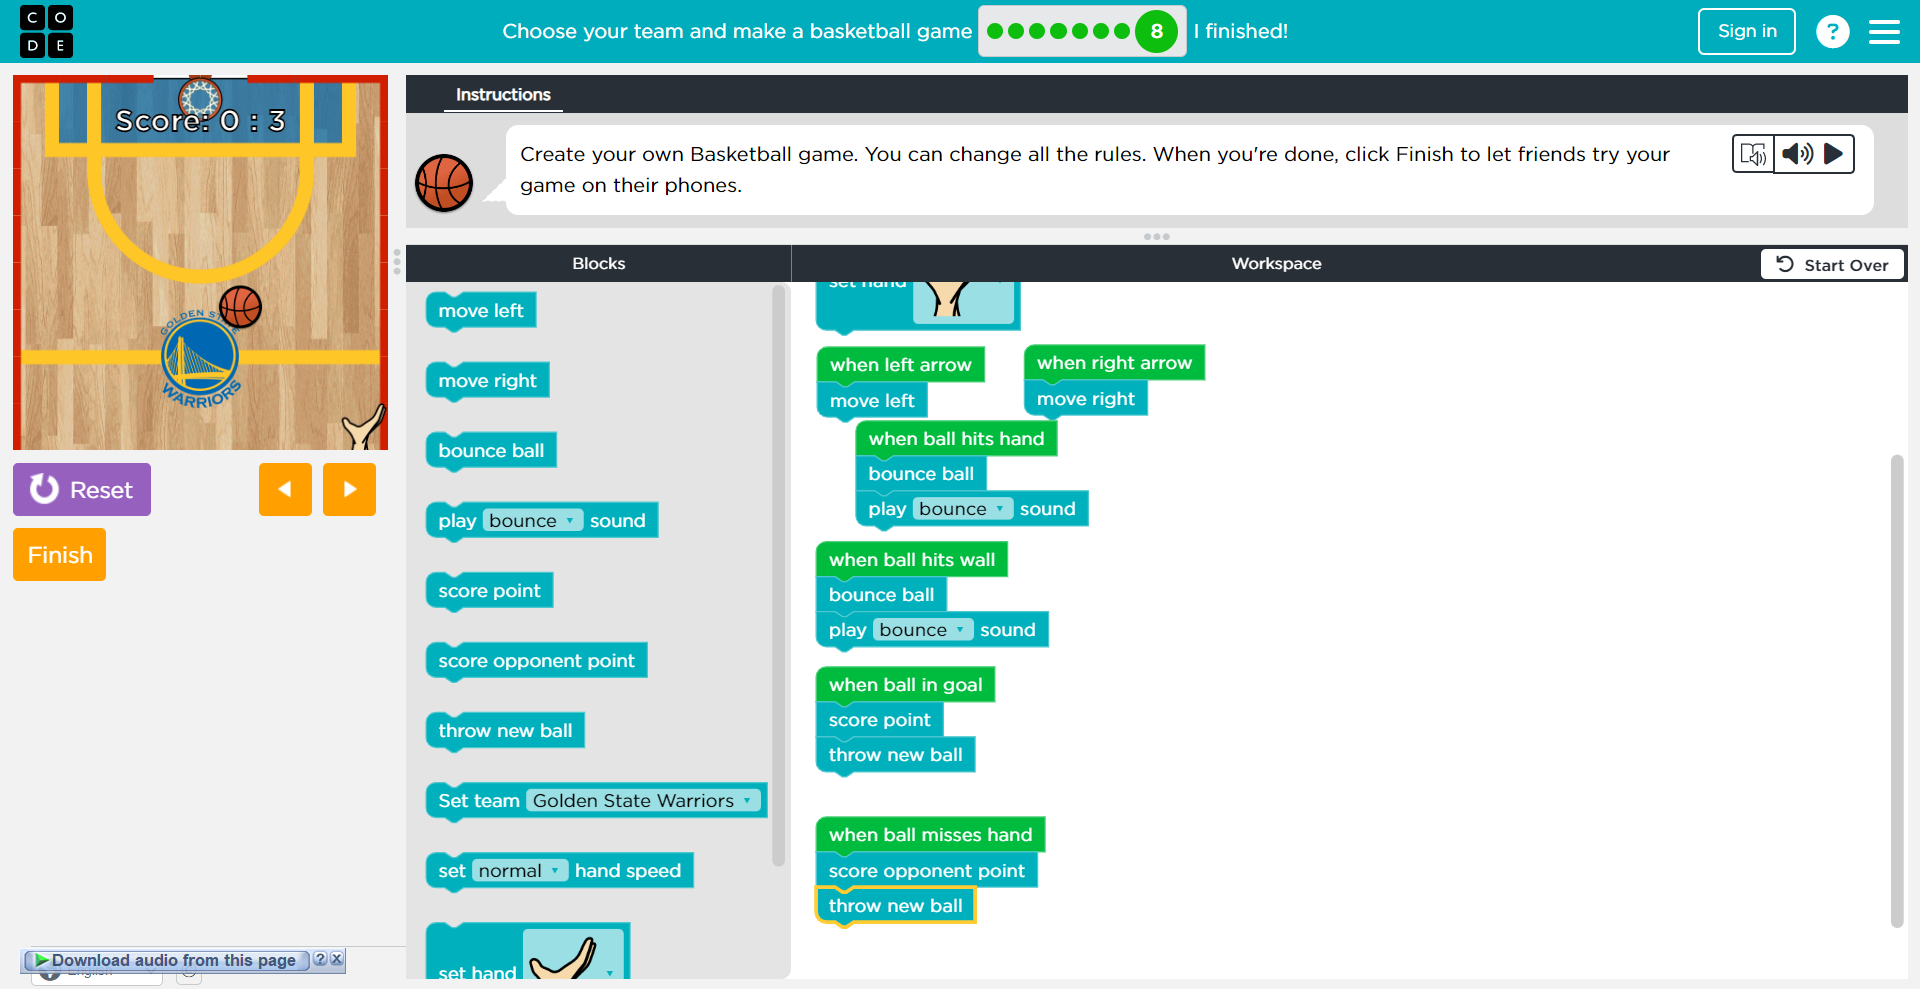 C O
D E
Choose your team and make a basketball game
8
I finished!
Sign in
?
Score: 0 : 3
GOLDEN ST
WARRIORS
Reset
Finish
Instructions
Create your own Basketball game. You can change all the rules. When you're done, click Finish to let friends try your
game on their phones.
Blocks
Workspace
Start Over
move left
move right
bounce ball
play bounce sound
score point
score opponent point
throw new ball
Set team Golden State Warriors
set normal hand speed
set hand
set hand
when left arrow
move left
when right arrow
move right
when ball hits hand
bounce ball
play bounce sound
when ball hits wall
bounce ball
play bounce sound
when ball in goal
score point
throw new ball
when ball misses hand
score opponent point
throw new ball
Download audio from this page ? x
English